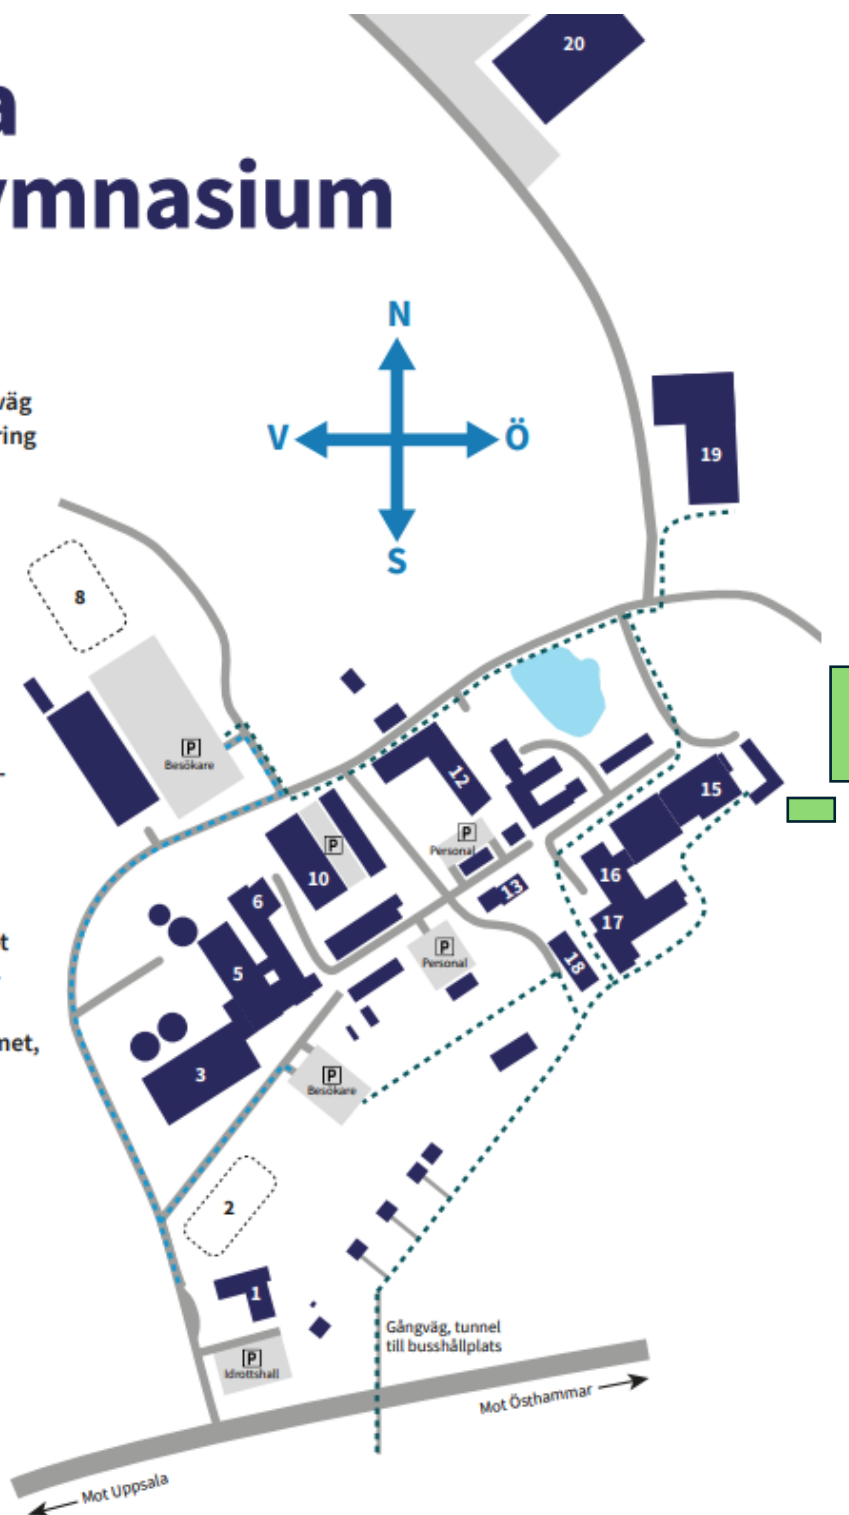 20
a
ymnasium
N
väg
ring
V
Ö
S
19
8
P
Besökare
12
15
P
Personal
P
10
16
13
6
17
t
P
Personal
18
5
net,
3
P
Besökare
2
1
Gångväg, tunnel
till busshållplats
P
Idrottshall
Mot Östhammar
Mot Uppsala